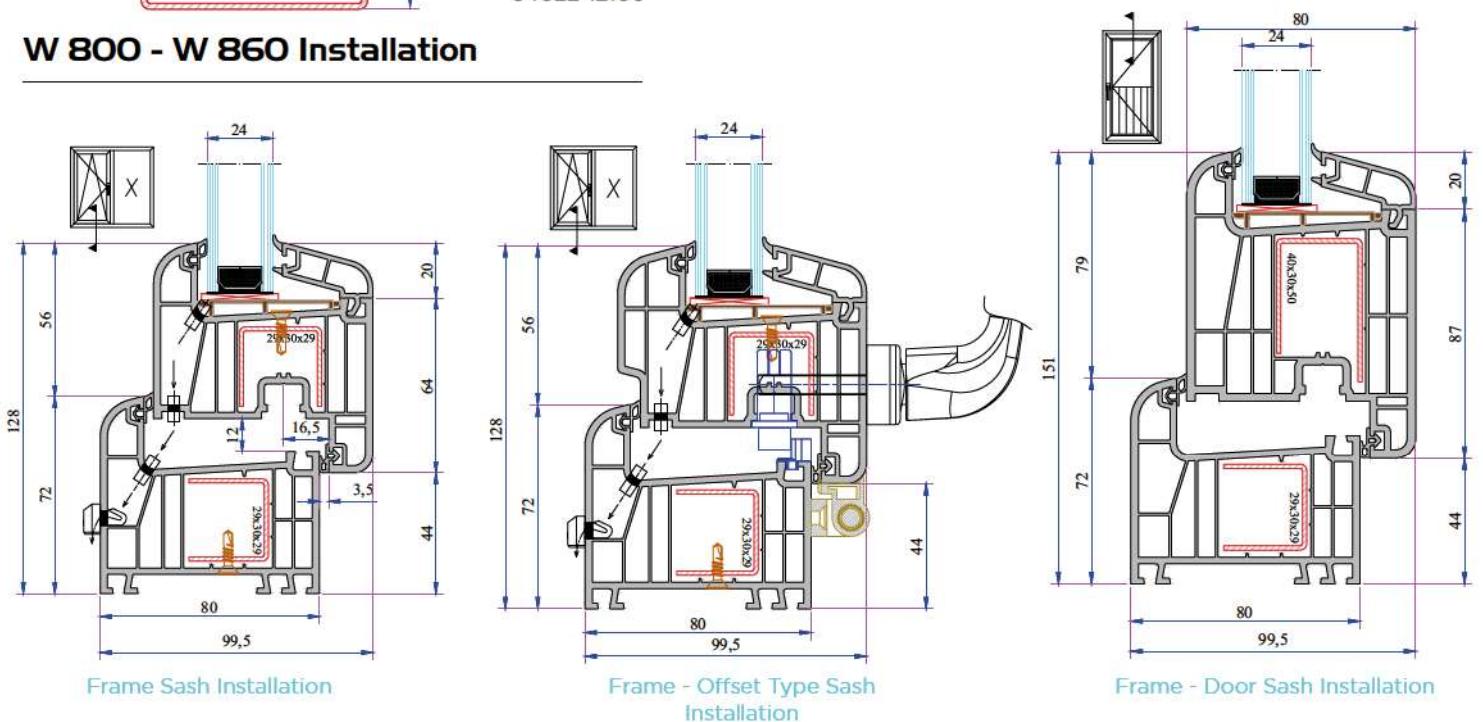 W 800 - W 860 Installation
24
X
128
56
72
20
64
44
29x30x29
12
16,5
3,5
29x30x29
80
99,5
Frame Sash Installation
24
X
128
56
72
29x30x29
29x30x29
44
80
99,5
Frame - Offset Type Sash
Installation
80
24
151
79
72
20
87
44
40x30x50
29x30x29
80
99,5
Frame - Door Sash Installation